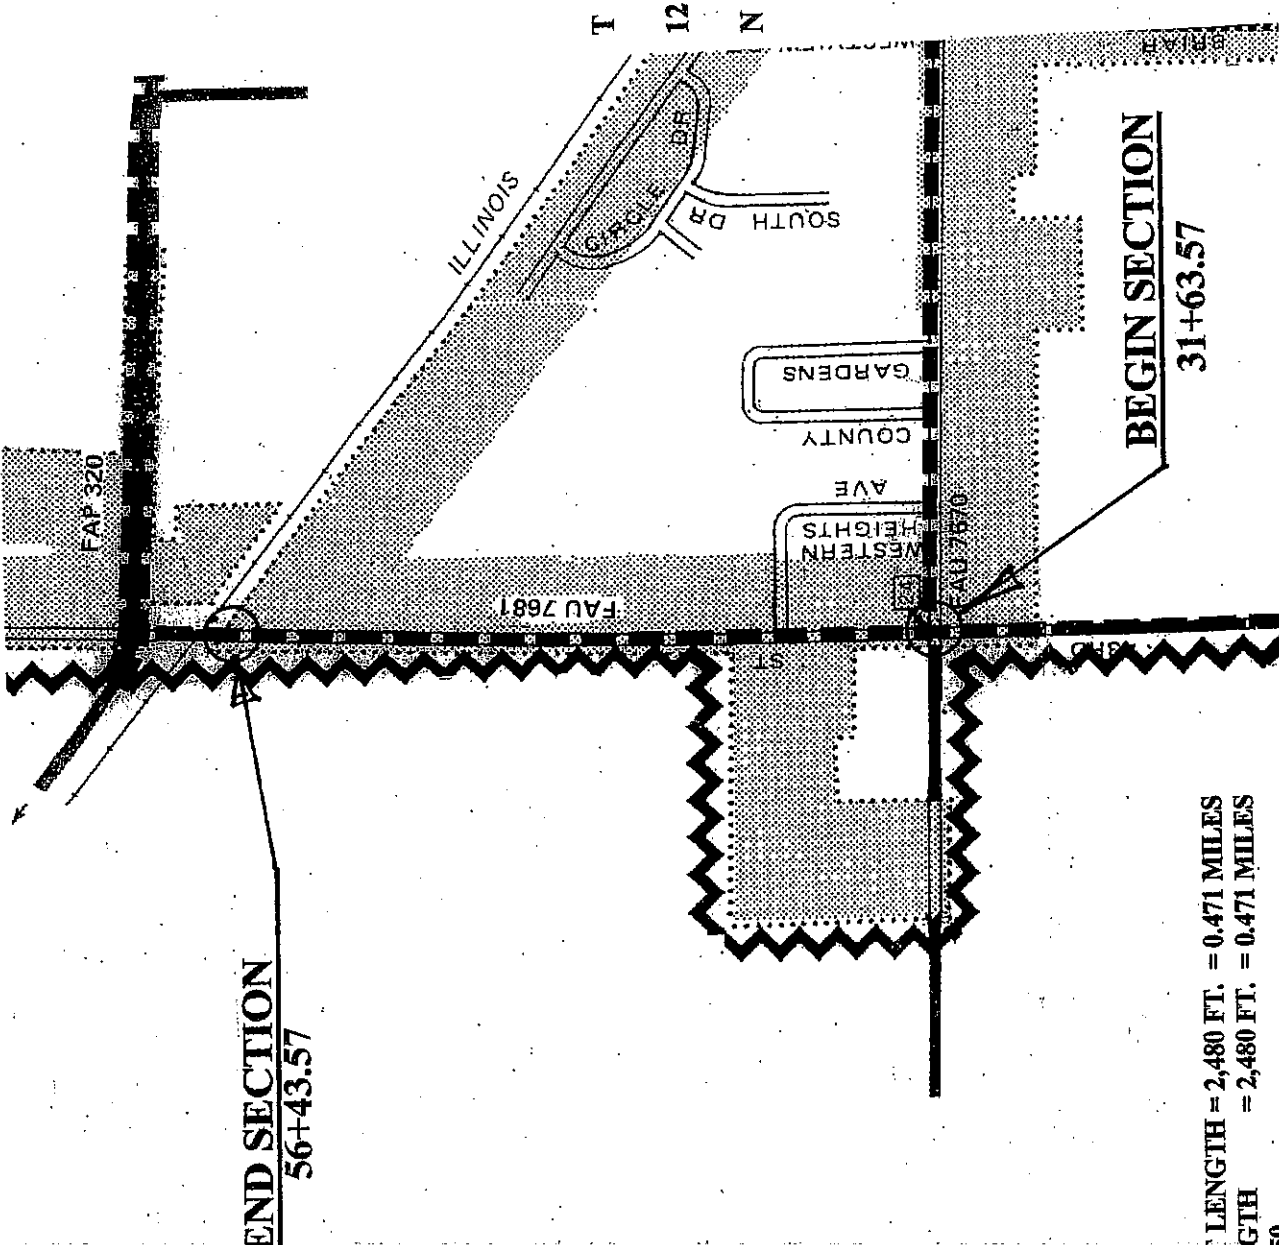 T
12
N
ILLINOIS
CIRCLE
DR
SOUTH
DR
BRIAR
FAP 320
GARDENS
COUNTY
AVE
WESTERN
HEIGHTS
FAU 7681
ST
3RD
BEGIN SECTION
31+63.57
END SECTION
56+43.57
LENGTH = 2,480 FT. = 0.471 MILES
GTH = 2,480 FT. = 0.471 MILES